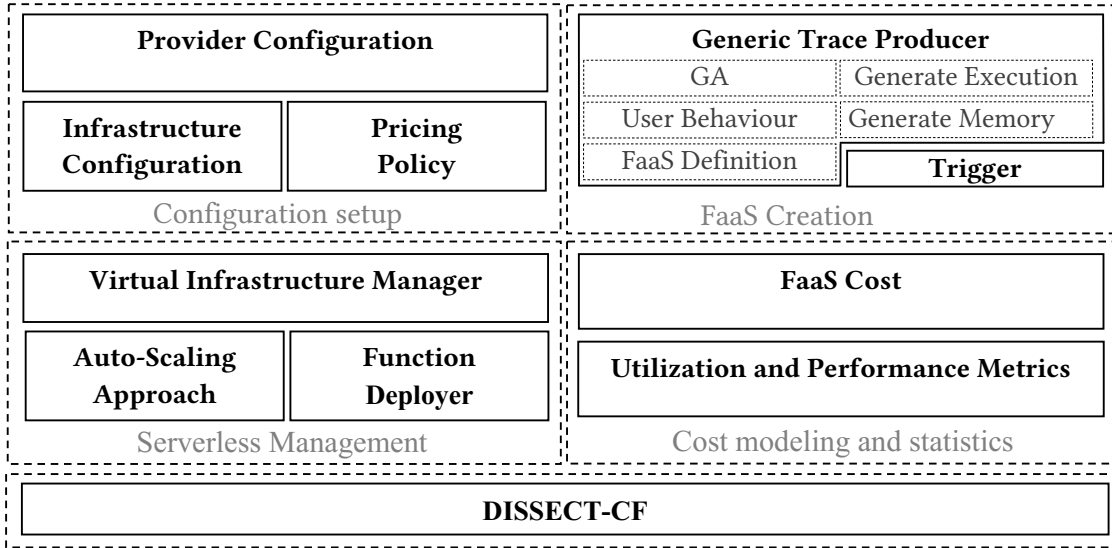 Provider Configuration
Infrastructure
Configuration
Pricing
Policy
Configuration setup
Generic Trace Producer
GA
Generate Execution
User Behaviour
Generate Memory
FaaS Definition
Trigger
FaaS Creation
Virtual Infrastructure Manager
Auto-Scaling
Approach
Function
Deployer
Serverless Management
FaaS Cost
Utilization and Performance Metrics
Cost modeling and statistics
DISSECT-CF